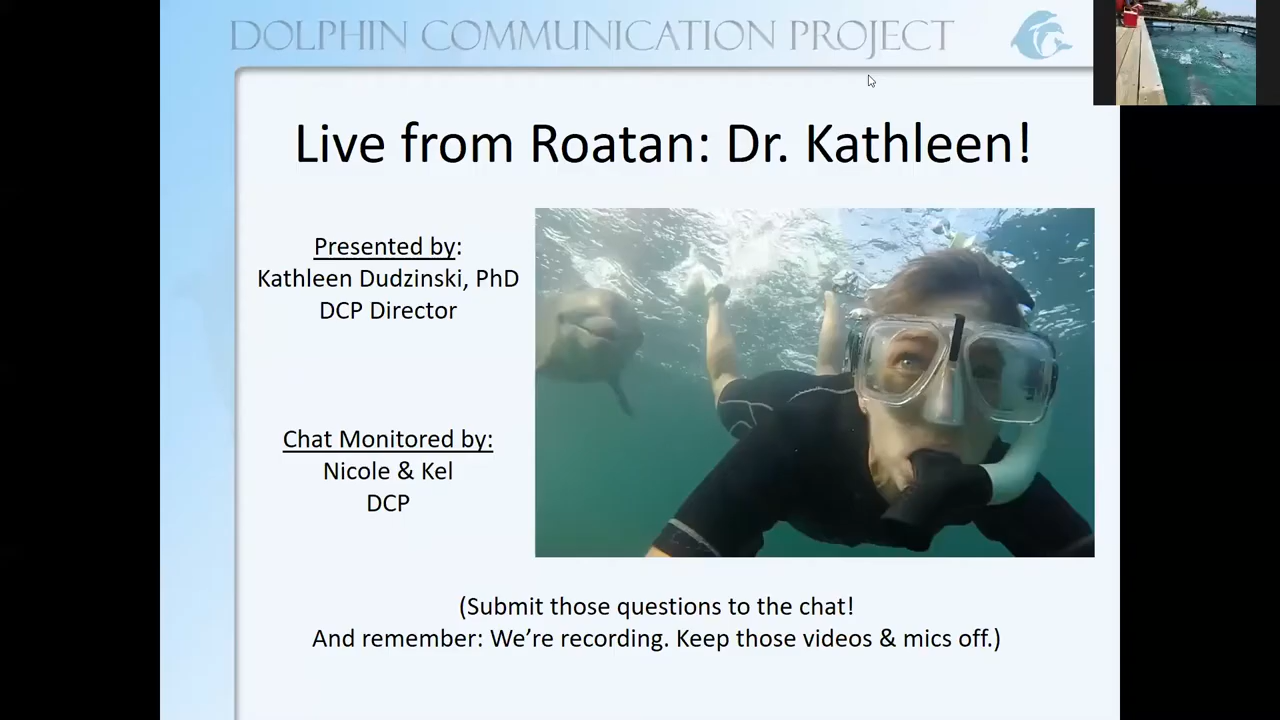 DOLPHIN COMMUNICATION PROJECT
Live from Roatan: Dr. Kathleen!
Presented by:
Kathleen Dudzinski, PhD
DCP Director
Chat Monitored by:
Nicole & Kel
DCP
(Submit those questions to the chat!
And remember: We’re recording. Keep those videos & mics off.)